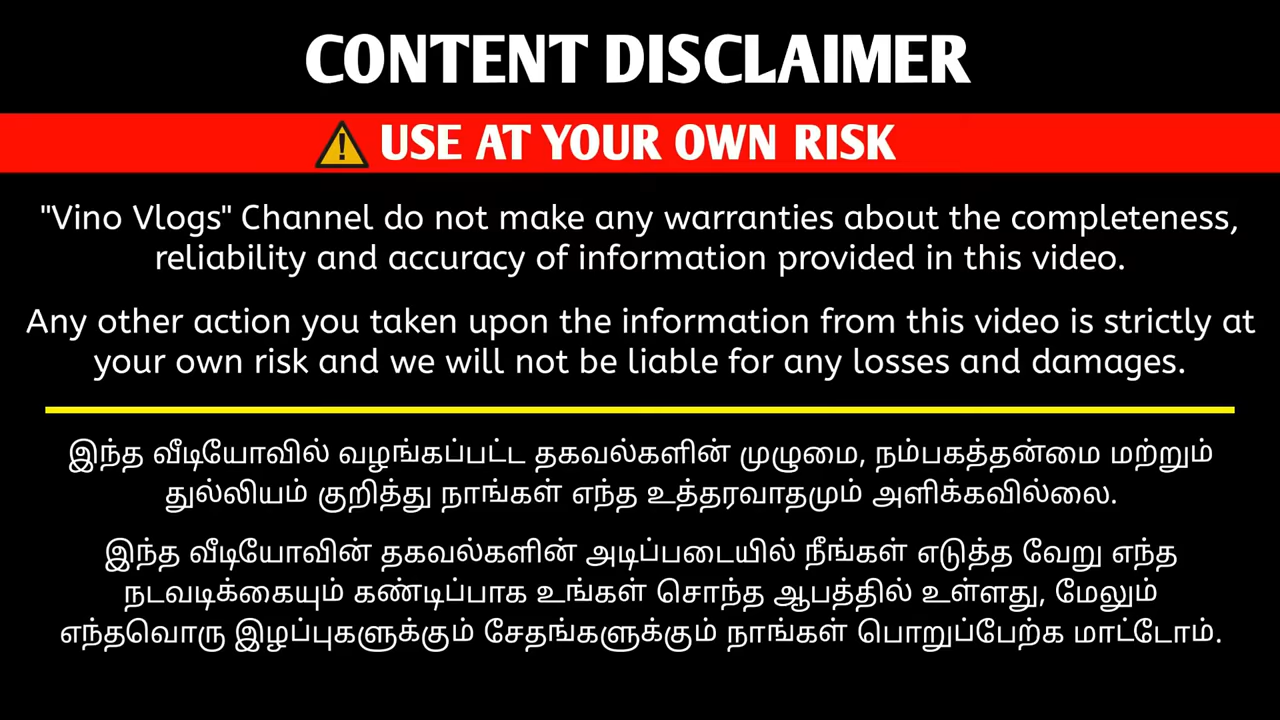 CONTENT DISCLAIMER
USE AT YOUR OWN RISK
"Vino Vlogs" Channel do not make any warranties about the completeness,
reliability and accuracy of information provided in this video.
Any other action you taken upon the information from this video is strictly at
your own risk and we will not be liable for any losses and damages.
இந்த வீடியோவில் வழங்கப்பட்ட தகவல்களின் முழுமை, நம்பகத்தன்மை மற்றும்
துல்லியம் குறித்து நாங்கள் எந்த உத்தரவாதமும் அளிக்கவில்லை.
இந்த வீடியோவின் தகவல்களின் அடிப்படையில் நீங்கள் எடுத்த வேறு எந்த
நடவடிக்கையும் கண்டிப்பாக உங்கள் சொந்த ஆபத்தில் உள்ளது, மேலும்
எந்தவொரு இழப்புகளுக்கும் சேதங்களுக்கும் நாங்கள் பொறுப்பேற்க மாட்டோம்.